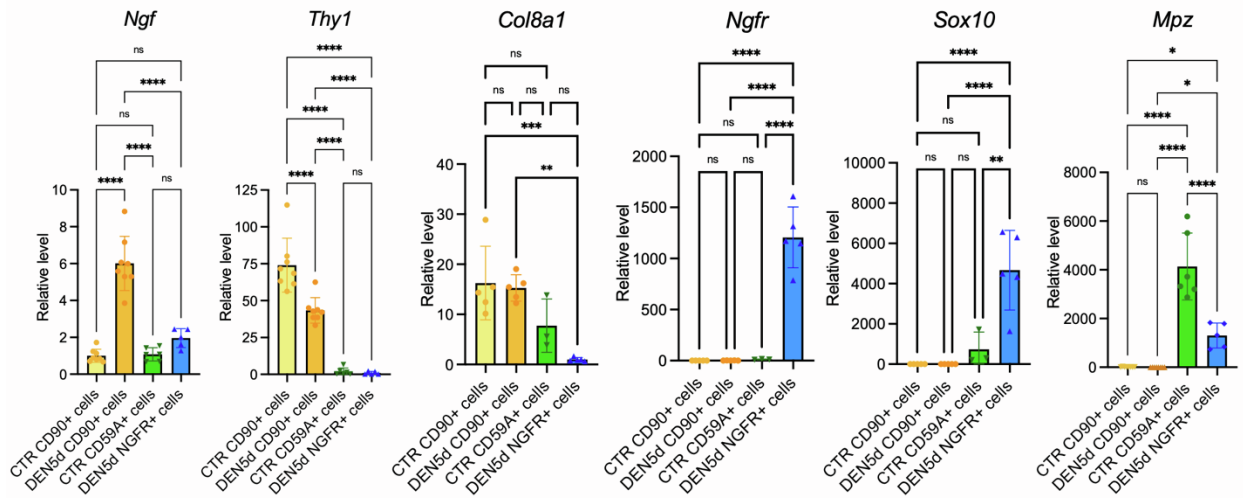 Ngf
ns
****
****
ns
****
****
ns
Relative level
10
8
6
4
2
0
CTR CD90+ cells
DEN5d CD90+ cells
CTR CD59A+ cells
DEN5d NGFR+ cells
Thy1
****
****
****
****
****
ns
Relative level
125
100
75
50
25
0
CTR CD90+ cells
DEN5d CD90+ cells
CTR CD59A+ cells
DEN5d NGFR+ cells
Col8a1
ns
ns
ns
ns
***
**
Relative level
40
30
20
10
0
CTR CD90+ cells
DEN5d CD90+ cells
CTR CD59A+ cells
DEN5d NGFR+ cells
Ngfr
****
****
ns
****
ns
ns
Relative level
2000
1500
1000
500
0
CTR CD90+ cells
DEN5d CD90+ cells
CTR CD59A+ cells
DEN5d NGFR+ cells
Sox10
****
****
ns
ns
ns
**
Relative level
10000
8000
6000
4000
2000
0
CTR CD90+ cells
DEN5d CD90+ cells
CTR CD59A+ cells
DEN5d NGFR+ cells
Mpz
*
*
****
****
ns
****
Relative level
8000
6000
4000
2000
0
CTR CD90+ cells
DEN5d CD90+ cells
CTR CD59A+ cells
DEN5d NGFR+ cells